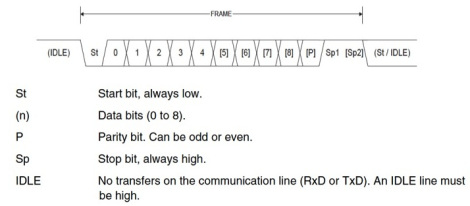 FRAME
(IDLE) St 0 1 2 3 4 [5] [6] [7] [8] [P] Sp1 [Sp2] (St / IDLE)
St Start bit, always low.
(n) Data bits (0 to 8).
P Parity bit. Can be odd or even.
Sp Stop bit, always high.
IDLE No transfers on the communication line (RxD or TxD). An IDLE line must
be high.